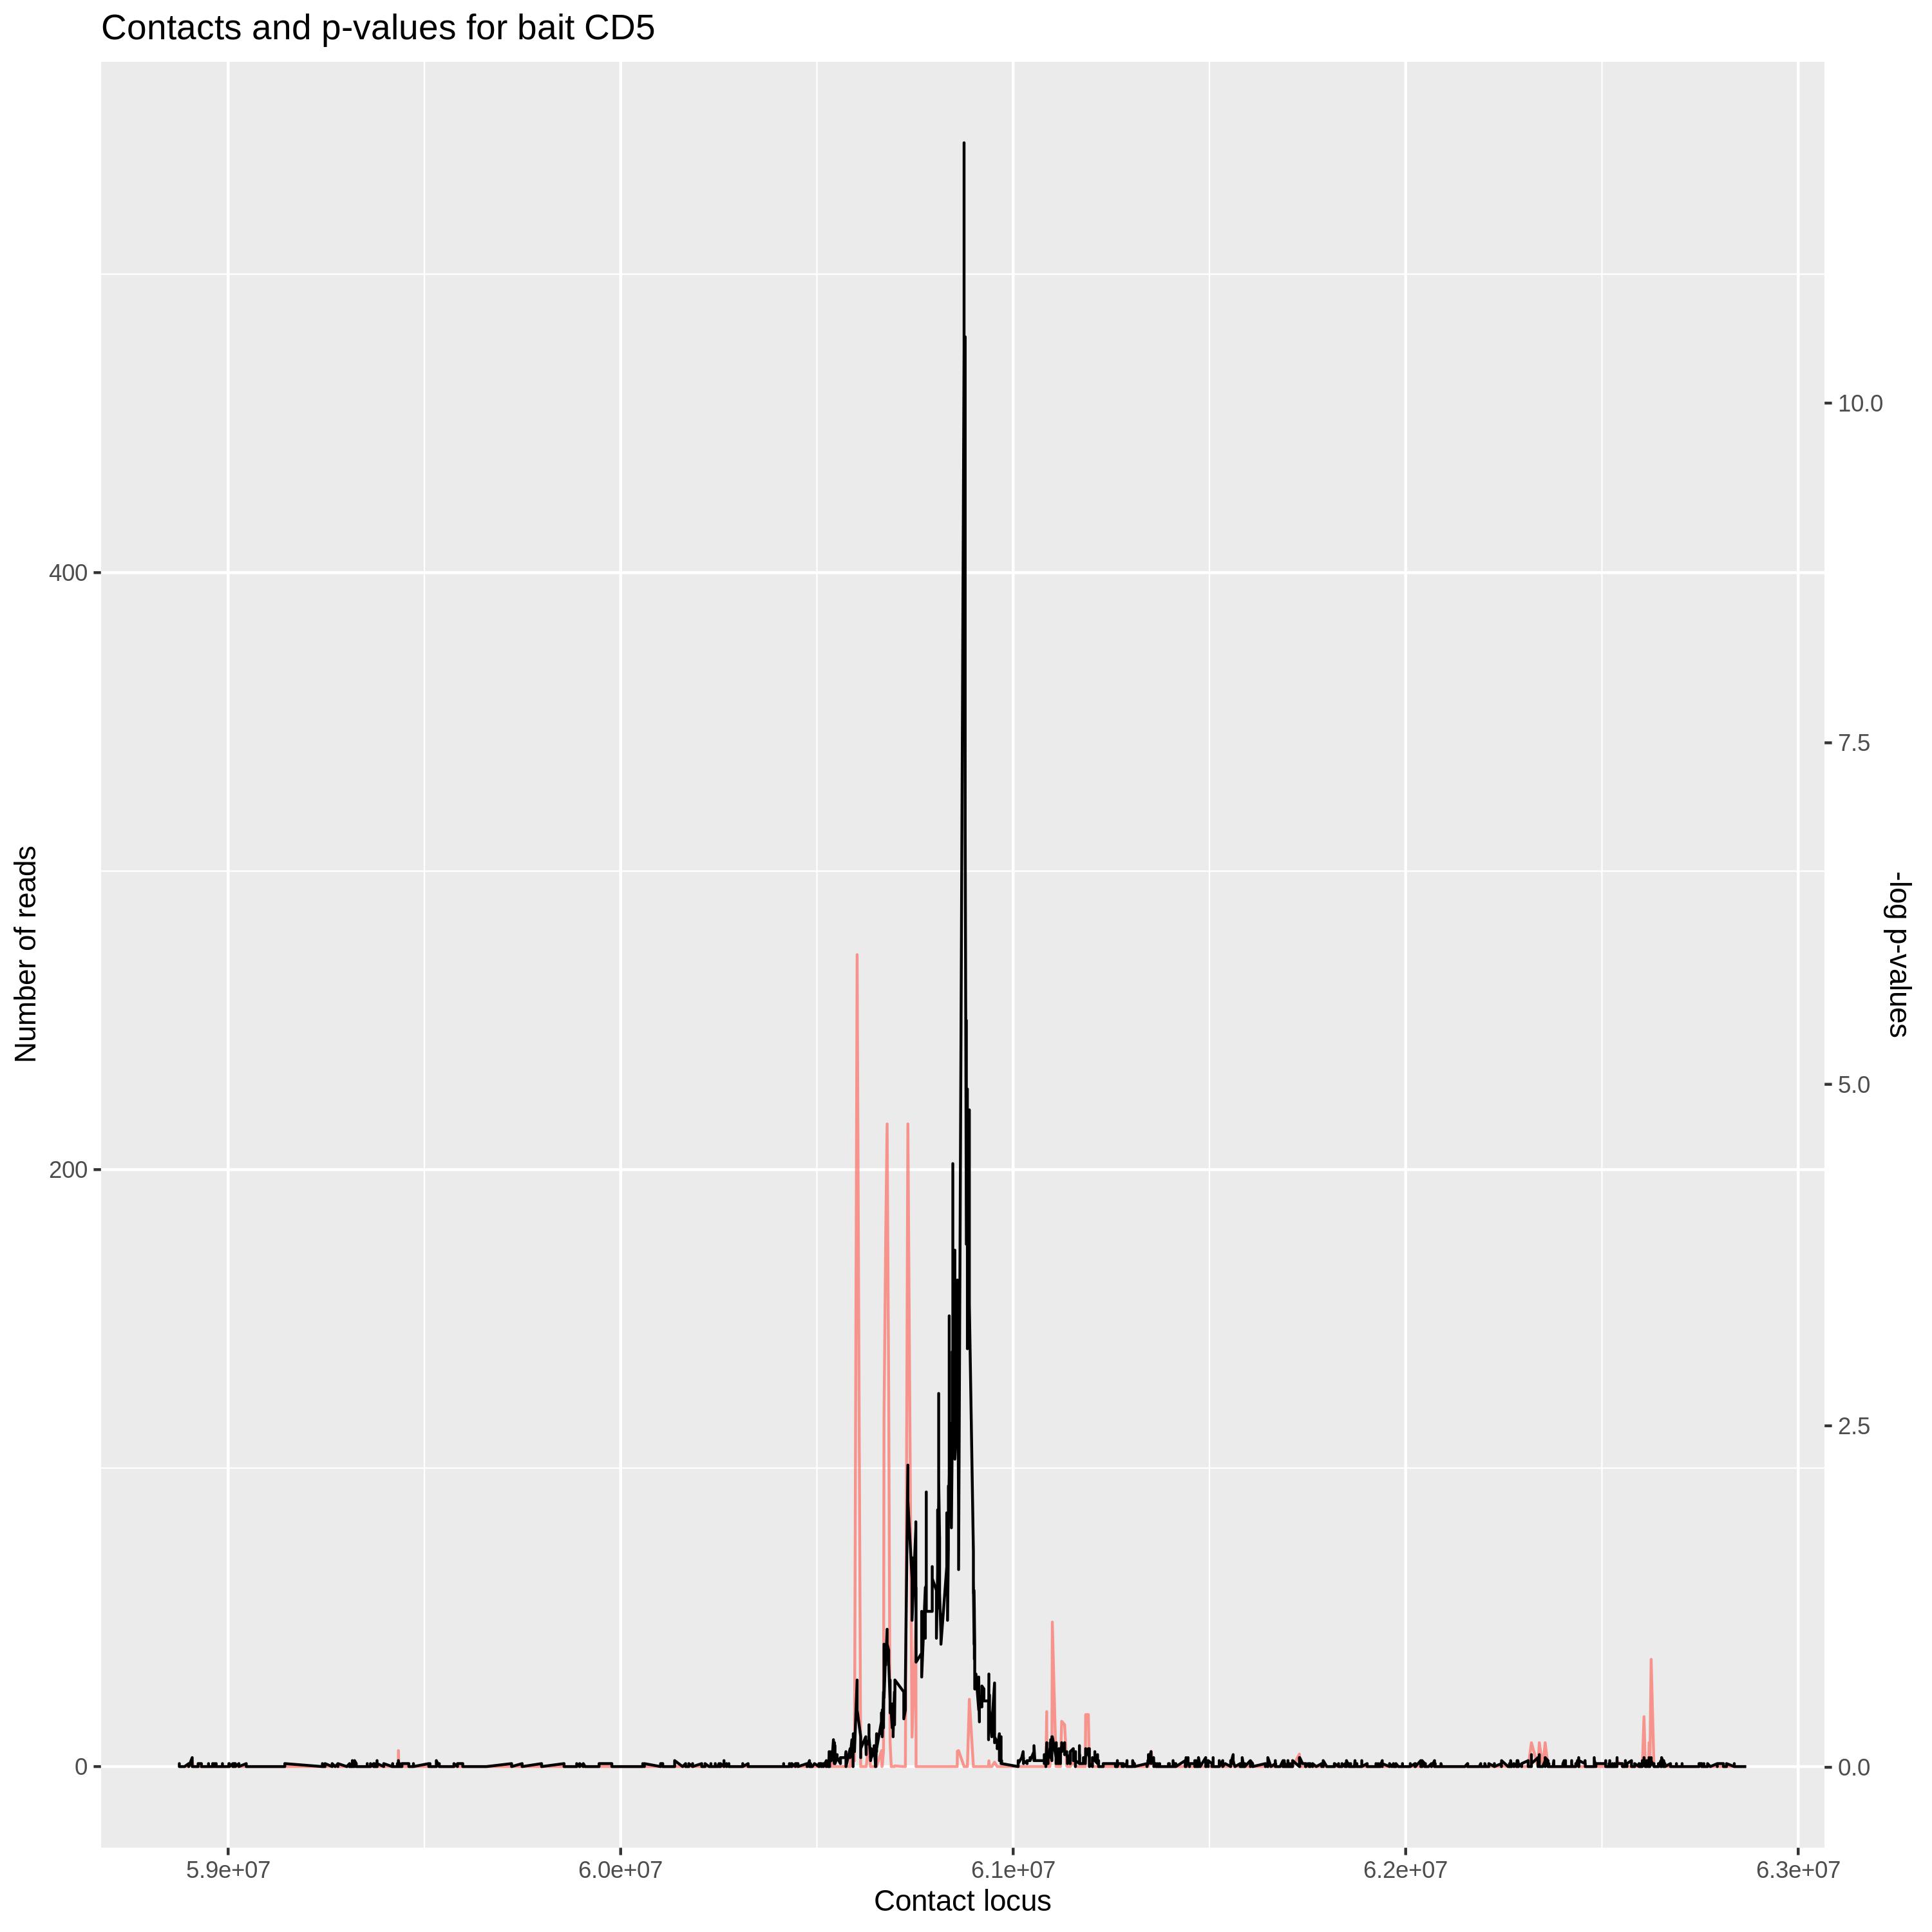 Contacts and p-values for bait CD5
Number of reads
400
200
0
10.0
7.5
5.0
2.5
0.0
-log p-values
5.9e+07
6.0e+07
6.1e+07
6.2e+07
6.3e+07
Contact locus